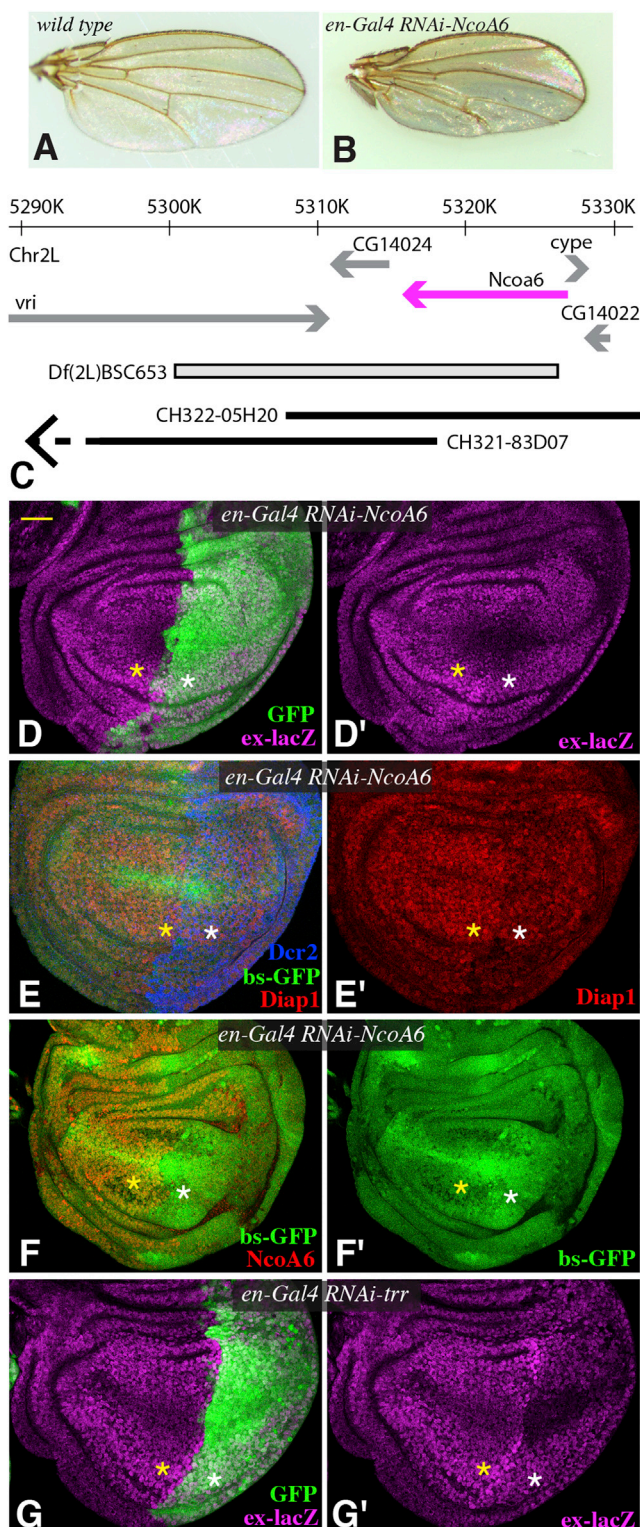 wild type
en-Gal4 RNAi-NcoA6
A
B
5290K 5300K 5310K 5320K 5330K
Chr2L
CG14024
cype
Ncoa6
vri
CG14022
Df(2L)BSC653
CH322-05H20
CH321-83D07
C
en-Gal4 RNAi-NcoA6
*
*
*
*
GFP
ex-lacZ
D
D'
ex-lacZ
en-Gal4 RNAi-NcoA6
*
*
*
*
Dcr2
bs-GFP
Diap1
E
E'
Diap1
en-Gal4 RNAi-NcoA6
*
*
*
*
bs-GFP
NcoA6
F
F'
bs-GFP
en-Gal4 RNAi-trr
*
*
*
*
GFP
ex-lacZ
G
G'
ex-lacZ